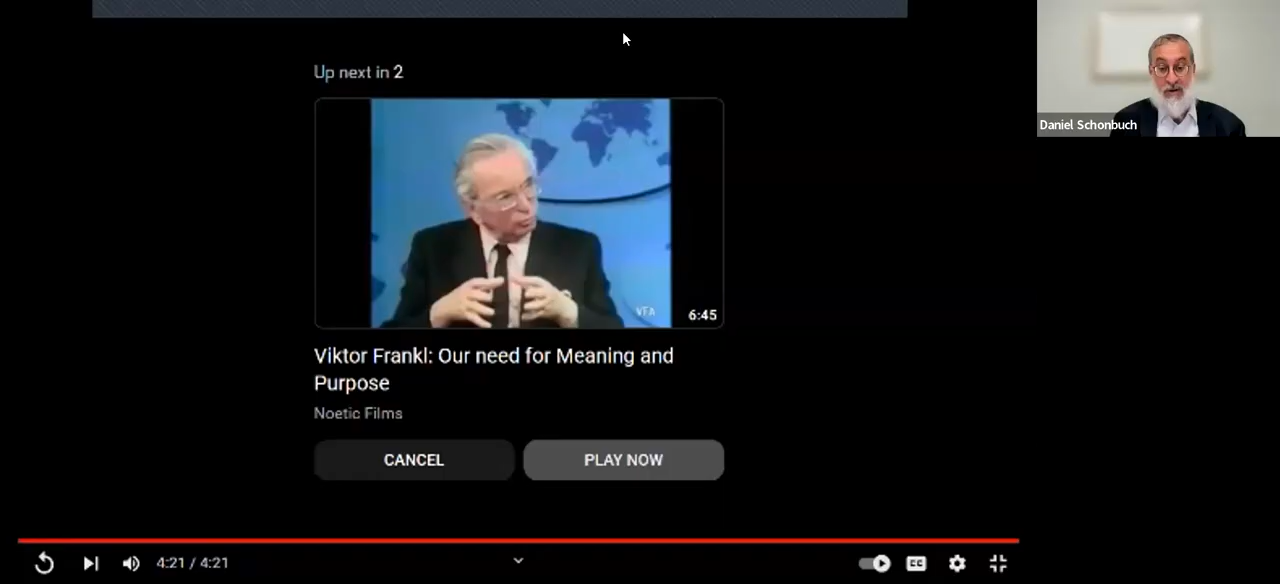 Up next in 2
VFA
6:45
Viktor Frankl: Our need for Meaning and
Purpose
Noetic Films
CANCEL
PLAY NOW
4:21 / 4:21
CC
Daniel Schonbuch